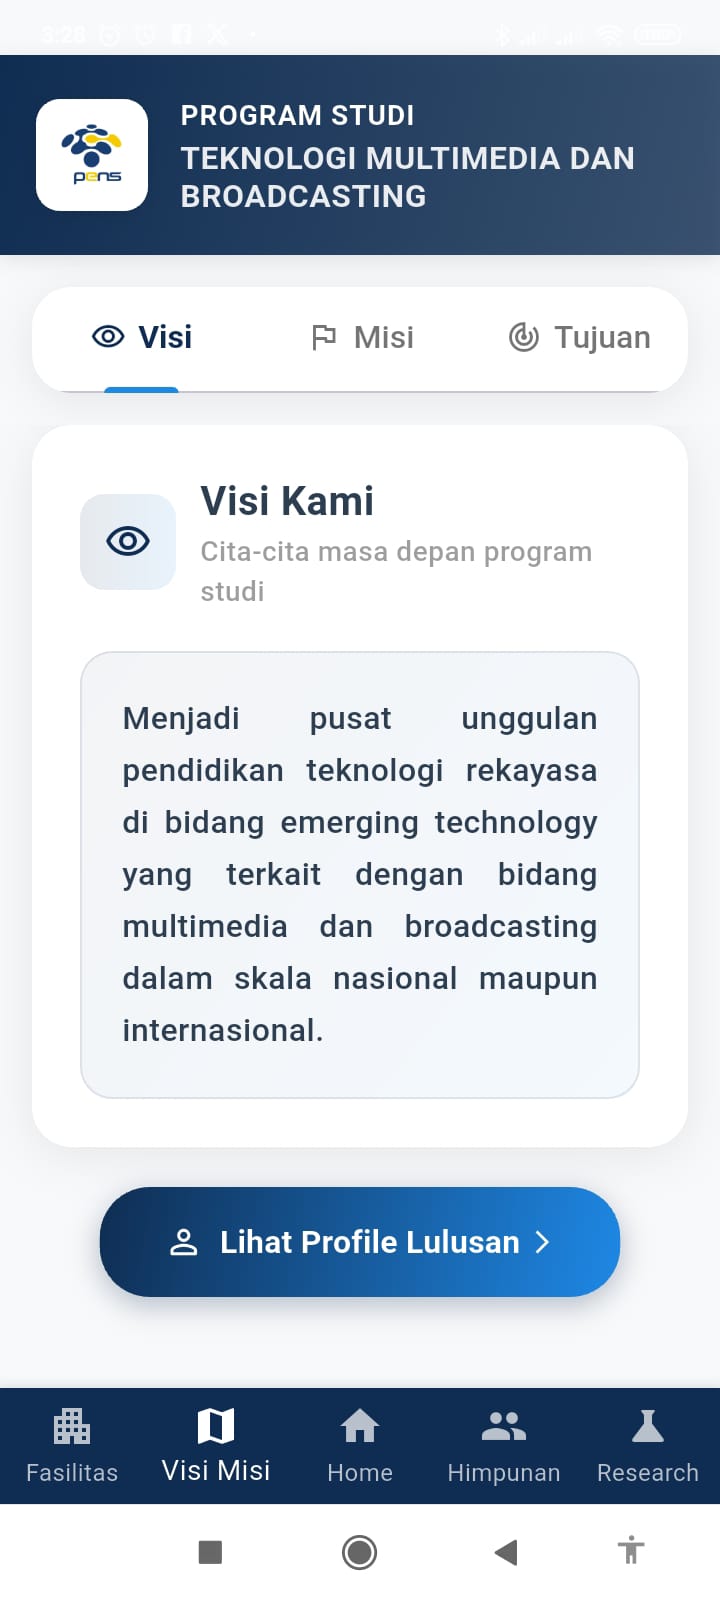 3:28
PROGRAM STUDI
TEKNOLOGI MULTIMEDIA DAN
BROADCASTING
pens
Visi
Misi
Tujuan
Visi Kami
Cita-cita masa depan program
studi
Menjadi pusat unggulan
pendidikan teknologi rekayasa
di bidang emerging technology
yang terkait dengan bidang
multimedia dan broadcasting
dalam skala nasional maupun
internasional.
Lihat Profile Lulusan
Fasilitas
Visi Misi
Home
Himpunan
Research